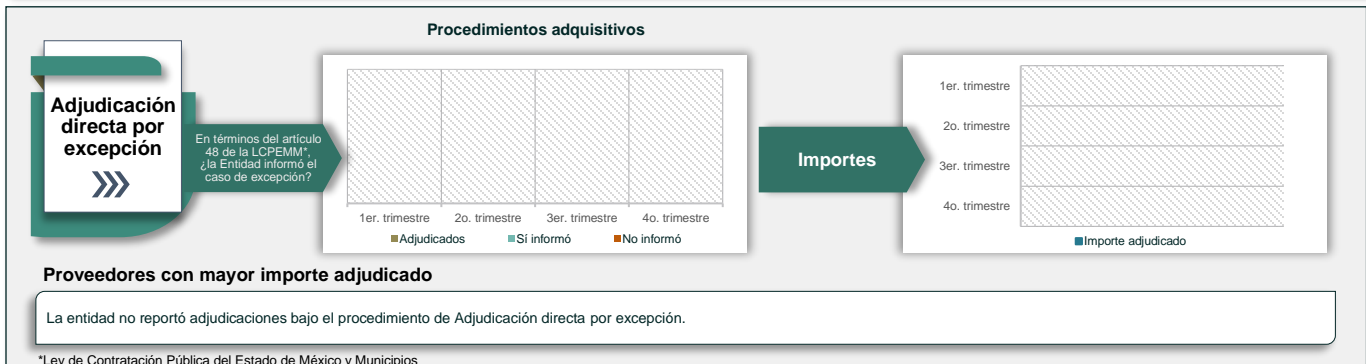 Procedimientos adquisitivos
Adjudicación
directa por
excepción
En términos del artículo
48 de la LCPEMM*,
¿la Entidad informó el
caso de excepción?
1er. trimestre 2o. trimestre 3er. trimestre 4o. trimestre
Adjudicados Sí informó No informó
Importes
1er. trimestre
2o. trimestre
3er. trimestre
4o. trimestre
Importe adjudicado
Proveedores con mayor importe adjudicado
La entidad no reportó adjudicaciones bajo el procedimiento de Adjudicación directa por excepción.
*Ley de Contratación Pública del Estado de México y Municipios